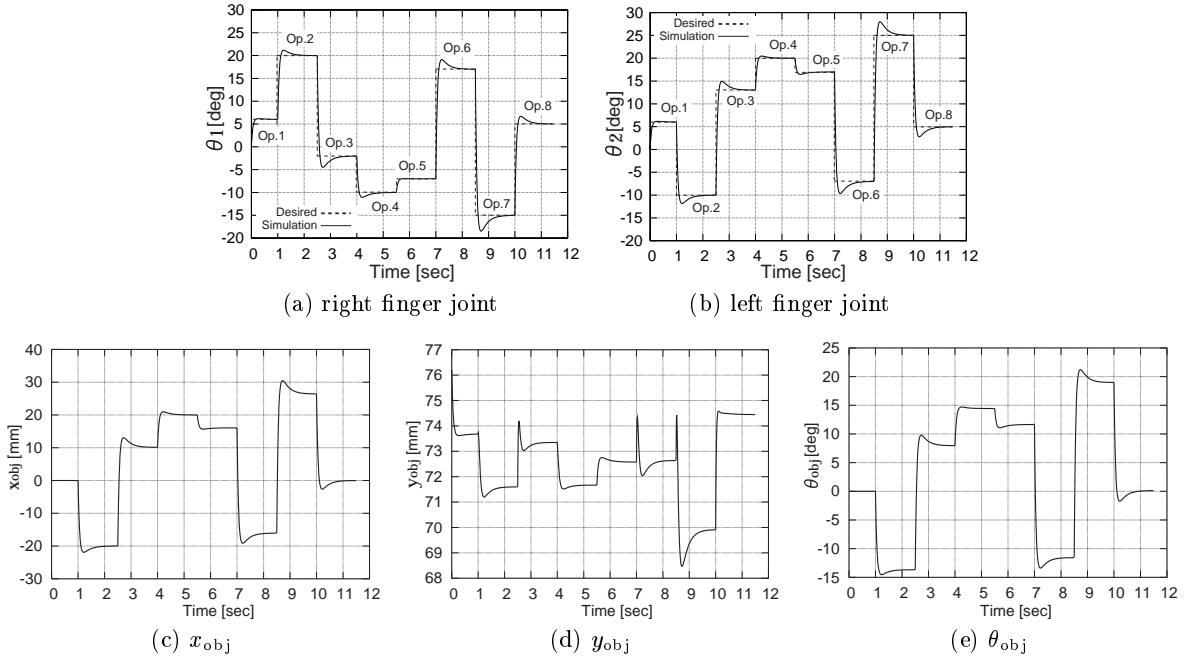 30
25
20
15
10
5
0
-5
-10
-15
-20
θ1[deg]
Op.1
Op.2
Op.3
Op.4
Op.5
Op.6
Op.7
Op.8
Desired
Simulation
0 1 2 3 4 5 6 7 8 9 10 11 12
Time [sec]
(a) right finger joint
30
25
20
15
10
5
0
-5
-10
-15
-20
θ2[deg]
Desired
Simulation
Op.1
Op.2
Op.3
Op.4
Op.5
Op.6
Op.7
Op.8
0 1 2 3 4 5 6 7 8 9 10 11 12
Time [sec]
(b) left finger joint
40
30
20
10
0
-10
-20
-30
xobj [mm]
0 1 2 3 4 5 6 7 8 9 10 11 12
Time [sec]
(c) xobj
77
76
75
74
73
72
71
70
69
68
yobj [mm]
0 1 2 3 4 5 6 7 8 9 10 11 12
Time [sec]
(d) yobj
25
20
15
10
5
0
-5
-10
-15
θobj[deg]
0 1 2 3 4 5 6 7 8 9 10 11 12
Time [sec]
(e) θobj